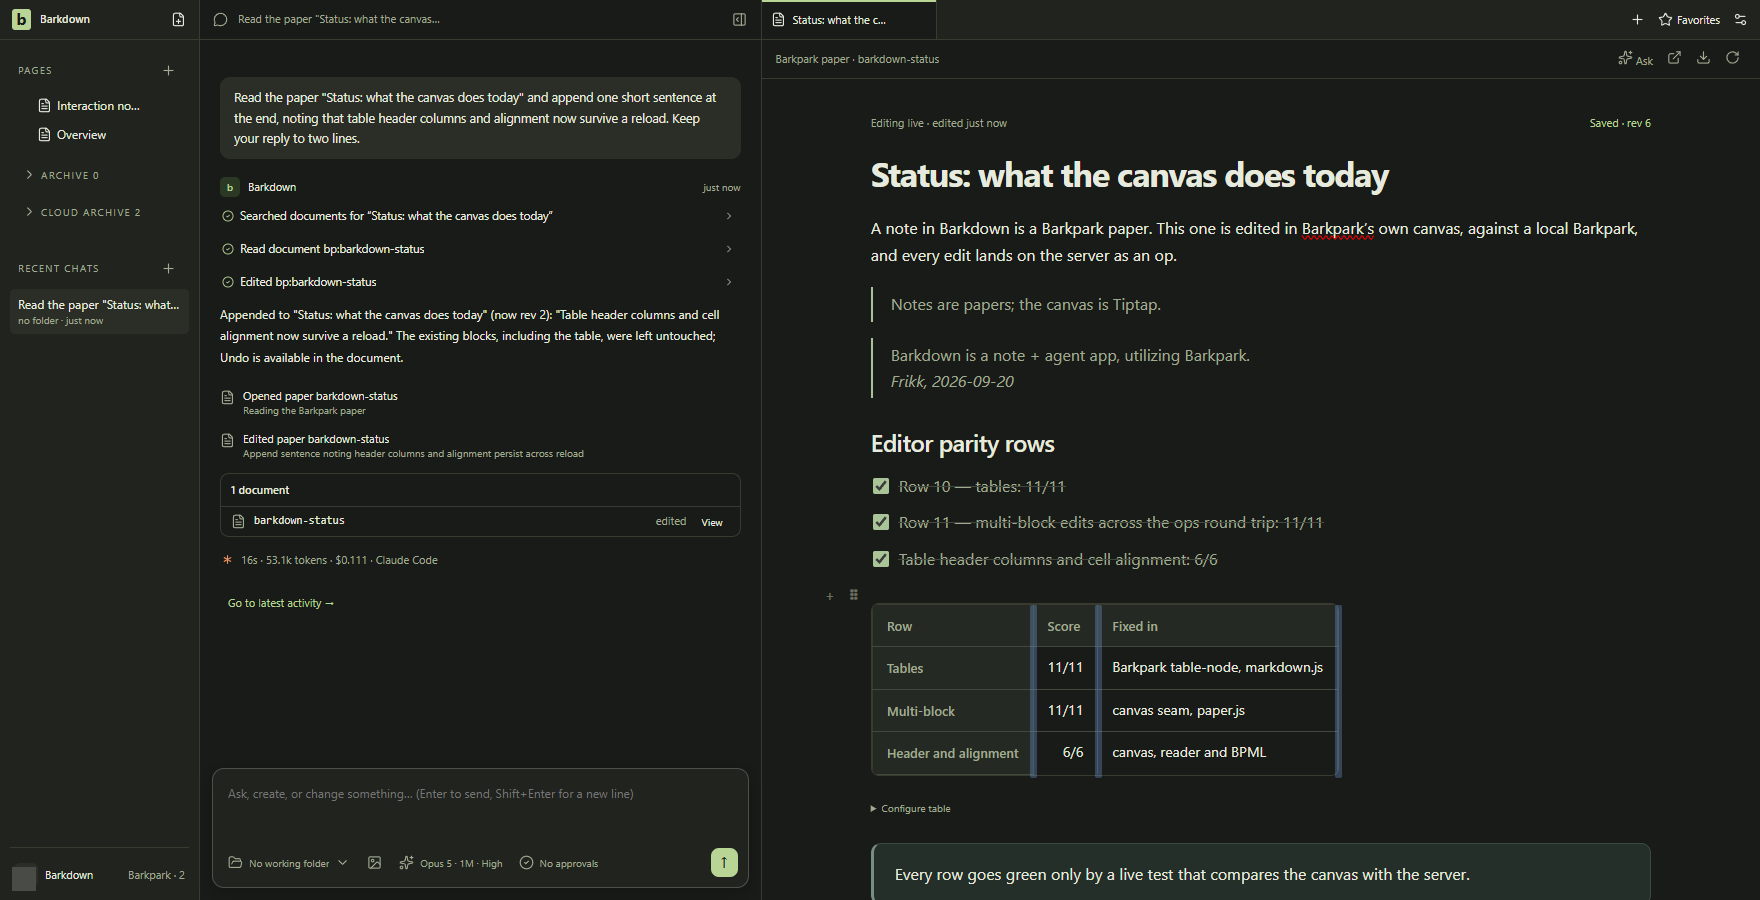 b Barkdown
PAGES
Interaction no...
Overview
ARCHIVE 0
CLOUD ARCHIVE 2
RECENT CHATS
Read the paper "Status: what...
no folder · just now
Barkdown
Barkpark · 2
Read the paper "Status: what the canvas...
Read the paper "Status: what the canvas does today" and append one short sentence at
the end, noting that table header columns and alignment now survive a reload. Keep
your reply to two lines.
b Barkdown just now
Searched documents for “Status: what the canvas does today”
Read document bp:barkdown-status
Edited bp:barkdown-status
Appended to "Status: what the canvas does today" (now rev 2): "Table header columns and cell
alignment now survive a reload." The existing blocks, including the table, were left untouched;
Undo is available in the document.
Opened paper barkdown-status
Reading the Barkpark paper
Edited paper barkdown-status
Append sentence noting header columns and alignment persist across reload
1 document
barkdown-status edited View
16s · 53.1k tokens · $0.111 · Claude Code
Go to latest activity →
Ask, create, or change something... (Enter to send, Shift+Enter for a new line)
No working folder Opus 5 · 1M · High No approvals
Status: what the c...
Favorites
Barkpark paper · barkdown-status
Ask
Editing live · edited just now
Saved · rev 6
Status: what the canvas does today
A note in Barkdown is a Barkpark paper. This one is edited in Barkpark’s own canvas, against a local Barkpark,
and every edit lands on the server as an op.
Notes are papers; the canvas is Tiptap.
Barkdown is a note + agent app, utilizing Barkpark.
Frikk, 2026-09-20
Editor parity rows
Row 10 — tables: 11/11
Row 11 — multi-block edits across the ops round trip: 11/11
Table header columns and cell alignment: 6/6
Row Score Fixed in
Tables 11/11 Barkpark table-node, markdown.js
Multi-block 11/11 canvas seam, paper.js
Header and alignment 6/6 canvas, reader and BPML
Configure table
Every row goes green only by a live test that compares the canvas with the server.